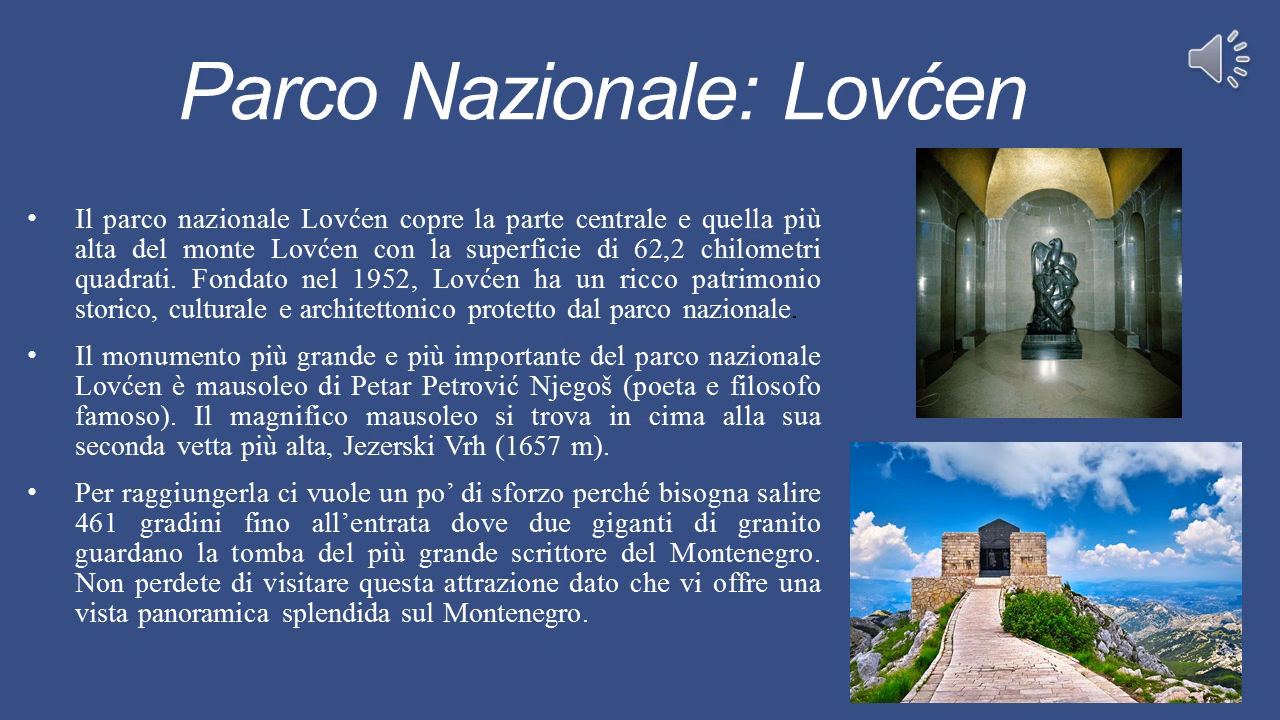 Parco Nazionale: Lovćen
• Il parco nazionale Lovćen copre la parte centrale e quella più
alta del monte Lovćen con la superficie di 62,2 chilometri
quadrati. Fondato nel 1952, Lovćen ha un ricco patrimonio
storico, culturale e architettonico protetto dal parco nazionale.
• Il monumento più grande e più importante del parco nazionale
Lovćen è mausoleo di Petar Petrović Njegoš (poeta e filosofo
famoso). Il magnifico mausoleo si trova in cima alla sua
seconda vetta più alta, Jezerski Vrh (1657 m).
• Per raggiungerla ci vuole un po’ di sforzo perché bisogna salire
461 gradini fino all’entrata dove due giganti di granito
guardano la tomba del più grande scrittore del Montenegro.
Non perdete di visitare questa attrazione dato che vi offre una
vista panoramica splendida sul Montenegro.